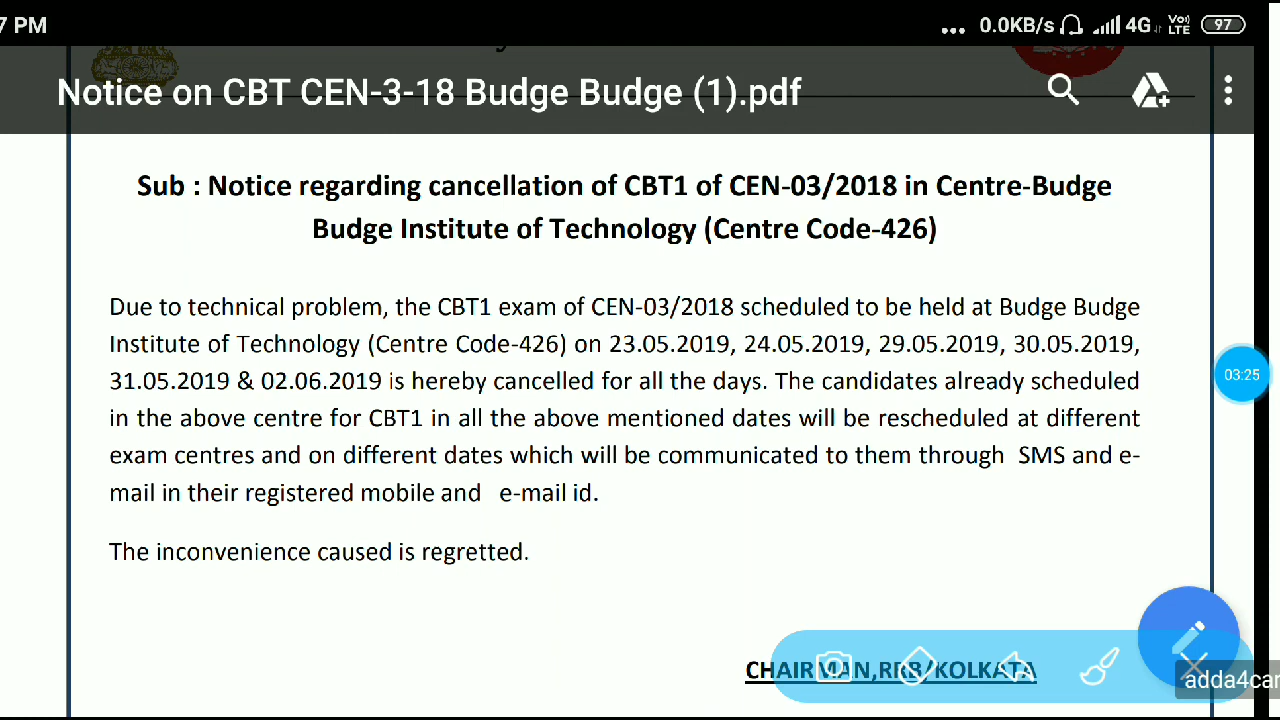 7 PM
0.0KB/s 4G VoLTE 97
Notice on CBT CEN-3-18 Budge Budge (1).pdf
Sub : Notice regarding cancellation of CBT1 of CEN-03/2018 in Centre-Budge
Budge Institute of Technology (Centre Code-426)
Due to technical problem, the CBT1 exam of CEN-03/2018 scheduled to be held at Budge Budge
Institute of Technology (Centre Code-426) on 23.05.2019, 24.05.2019, 29.05.2019, 30.05.2019,
31.05.2019 & 02.06.2019 is hereby cancelled for all the days. The candidates already scheduled
in the above centre for CBT1 in all the above mentioned dates will be rescheduled at different
exam centres and on different dates which will be communicated to them through SMS and e-
mail in their registered mobile and e-mail id.
03:25
The inconvenience caused is regretted.
CHAIRMAN,RRB/KOLKATA
adda4car